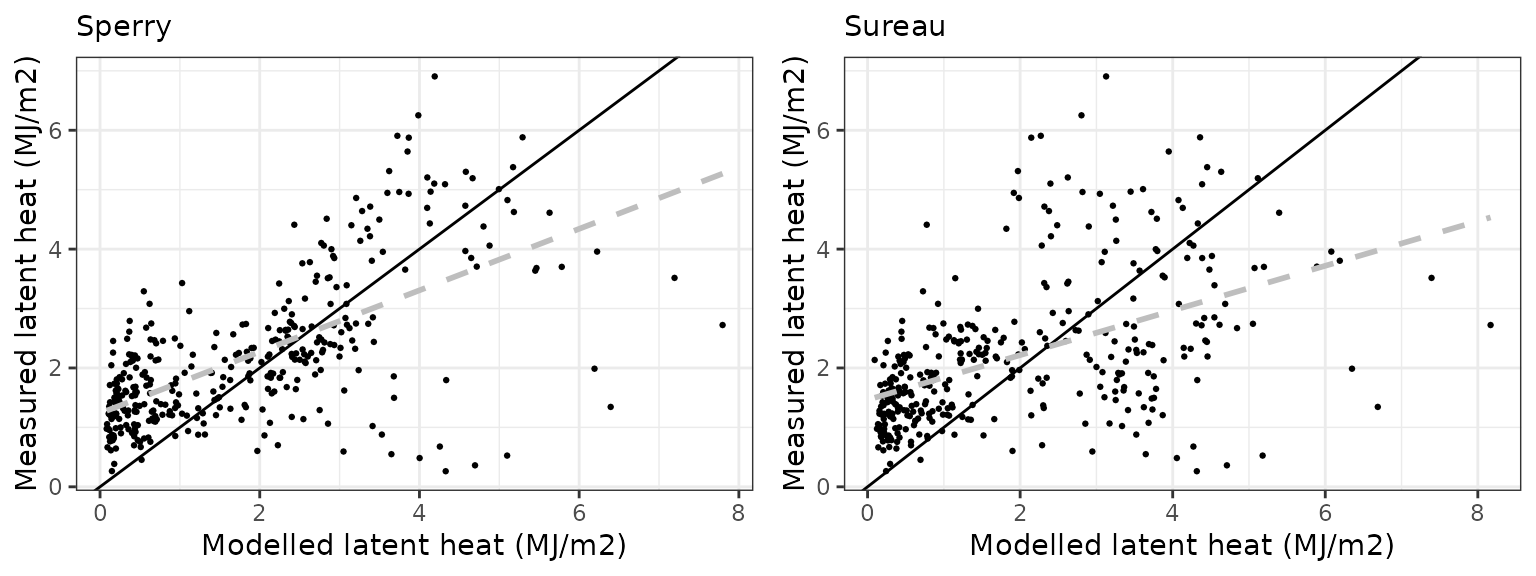 Sperry
Measured latent heat (MJ/m2)
6
4
2
0
0 2 4 6 8
Modelled latent heat (MJ/m2)
Sureau
Measured latent heat (MJ/m2)
6
4
2
0
0 2 4 6 8
Modelled latent heat (MJ/m2)